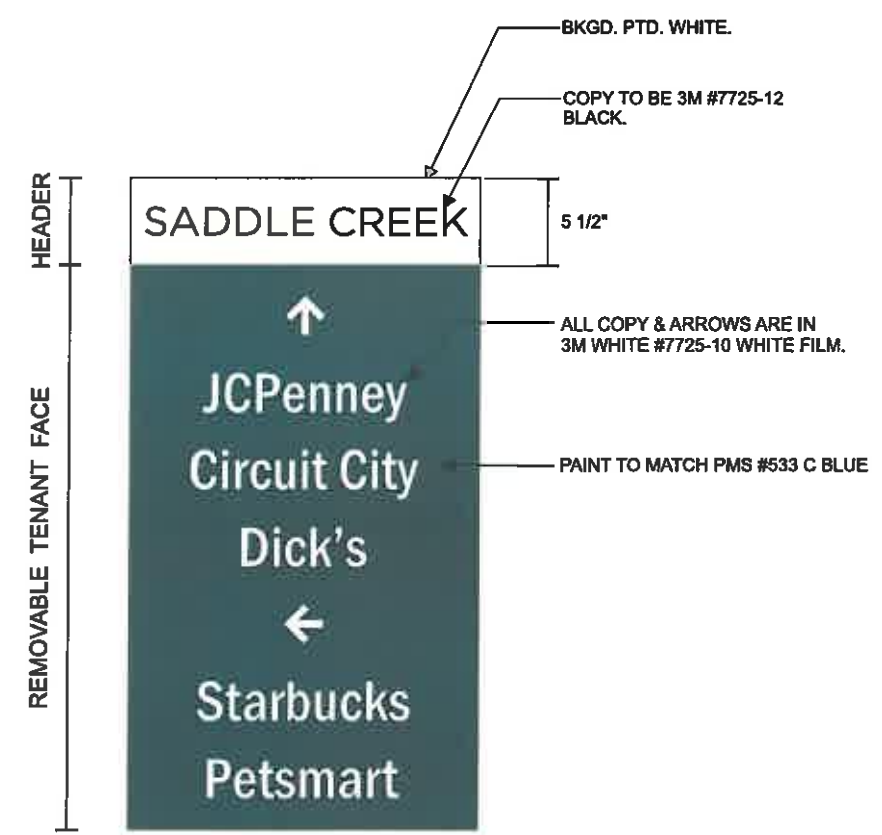 BKGD. PTD. WHITE.
COPY TO BE 3M #7725-12
BLACK.
HEADER
SADDLE CREEK
5 1/2"
ALL COPY & ARROWS ARE IN
3M WHITE #7725-10 WHITE FILM.
REMOVABLE TENANT FACE
JCPenney
Circuit City
PAINT TO MATCH PMS #533 C BLUE
Dick's
Starbucks
Petsmart